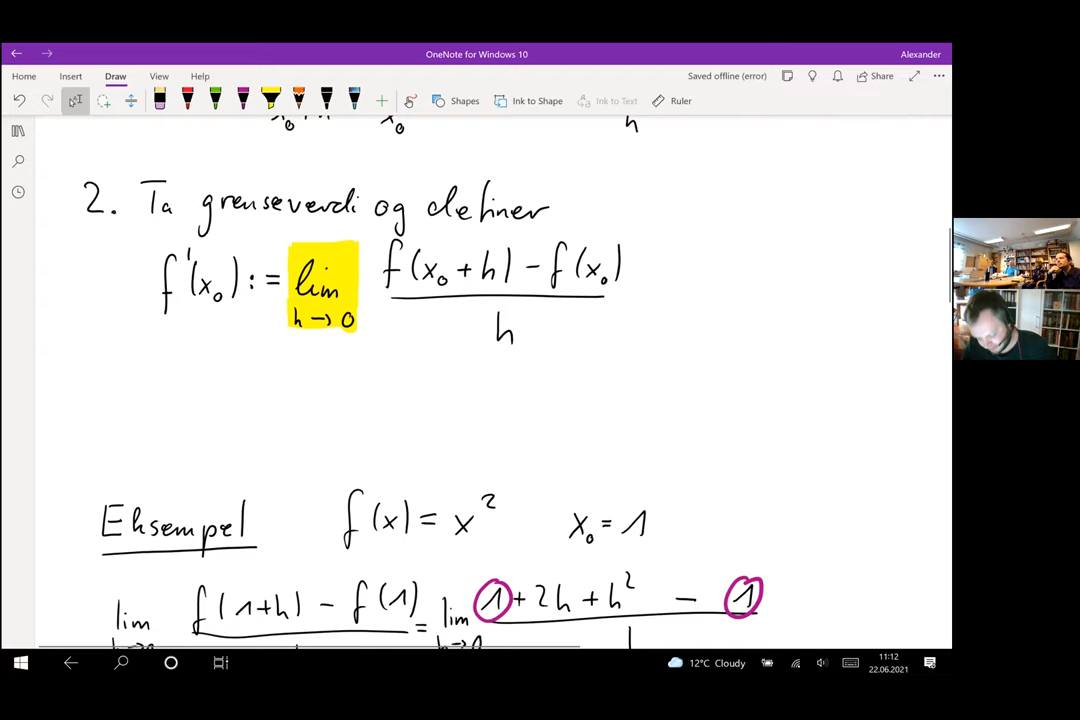 OneNote for Windows 10
Alexander
Home Insert Draw View Help
Saved offline (error)
Share
Shapes
Ink to Shape
Ink to Text
Ruler
x₀ h
2. Ta grenseverdi og definer
f'(x₀) := lim h→0 f(x₀+h) - f(x₀)
h
Eksempel f(x) = x² x₀ = 1
lim f(1+h) - f(1) = lim h→0 1 + 2h + h² - 1
12°C Cloudy
11:12
22.06.2021